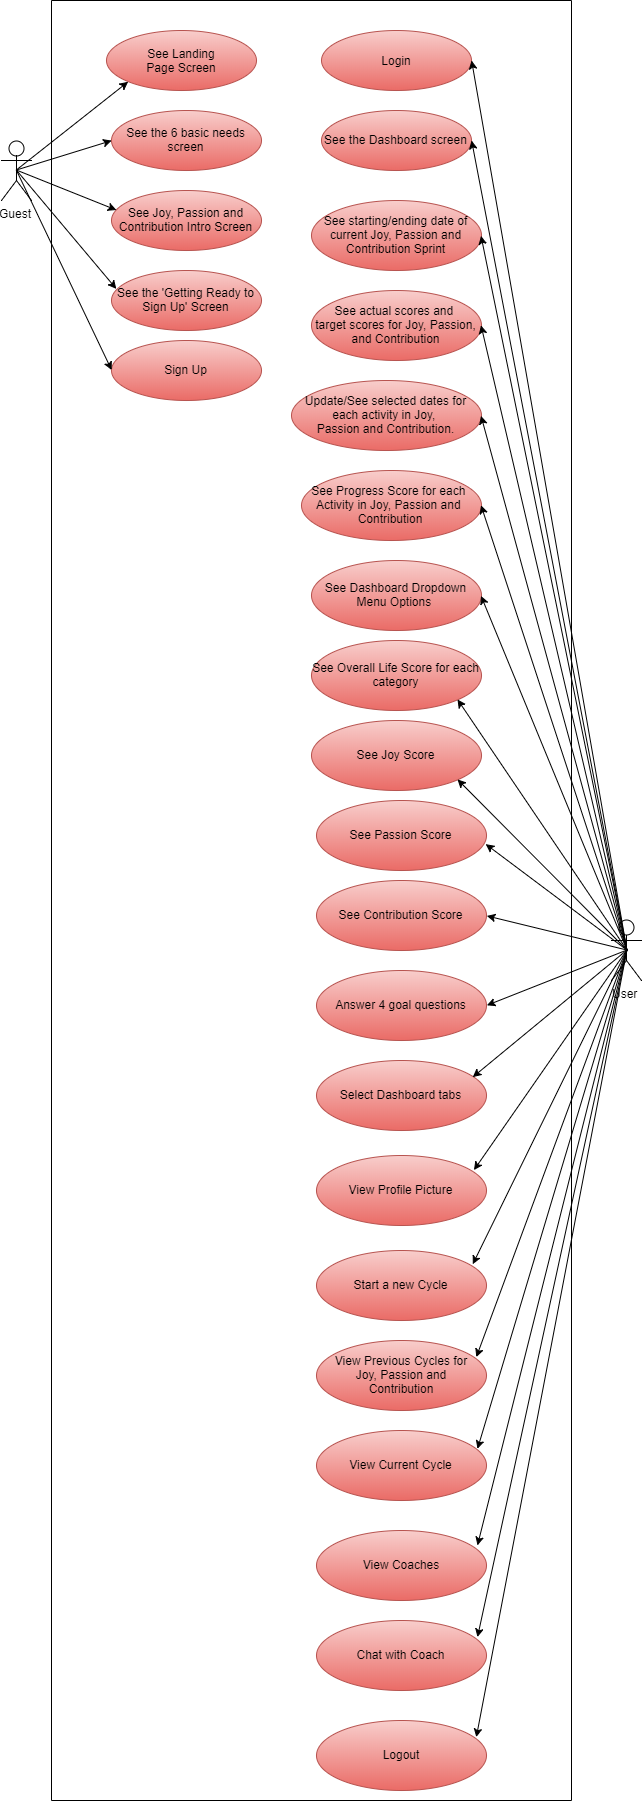 See Landing
Page Screen
See the 6 basic needs
screen
See Joy, Passion and
Contribution Intro Screen
See the 'Getting Ready to
Sign Up' Screen
Sign Up
Guest
Login
See the Dashboard screen
See starting/ending date of
current Joy, Passion and
Contribution Sprint
See actual scores and
target scores for Joy, Passion,
and Contribution
Update/See selected dates for
each activity in Joy,
Passion and Contribution.
See Progress Score for each
Activity in Joy, Passion and
Contribution
See Dashboard Dropdown
Menu Options
See Overall Life Score for each
category
See Joy Score
See Passion Score
See Contribution Score
Answer 4 goal questions
Select Dashboard tabs
View Profile Picture
Start a new Cycle
View Previous Cycles for
Joy, Passion and
Contribution
View Current Cycle
View Coaches
Chat with Coach
Logout
User